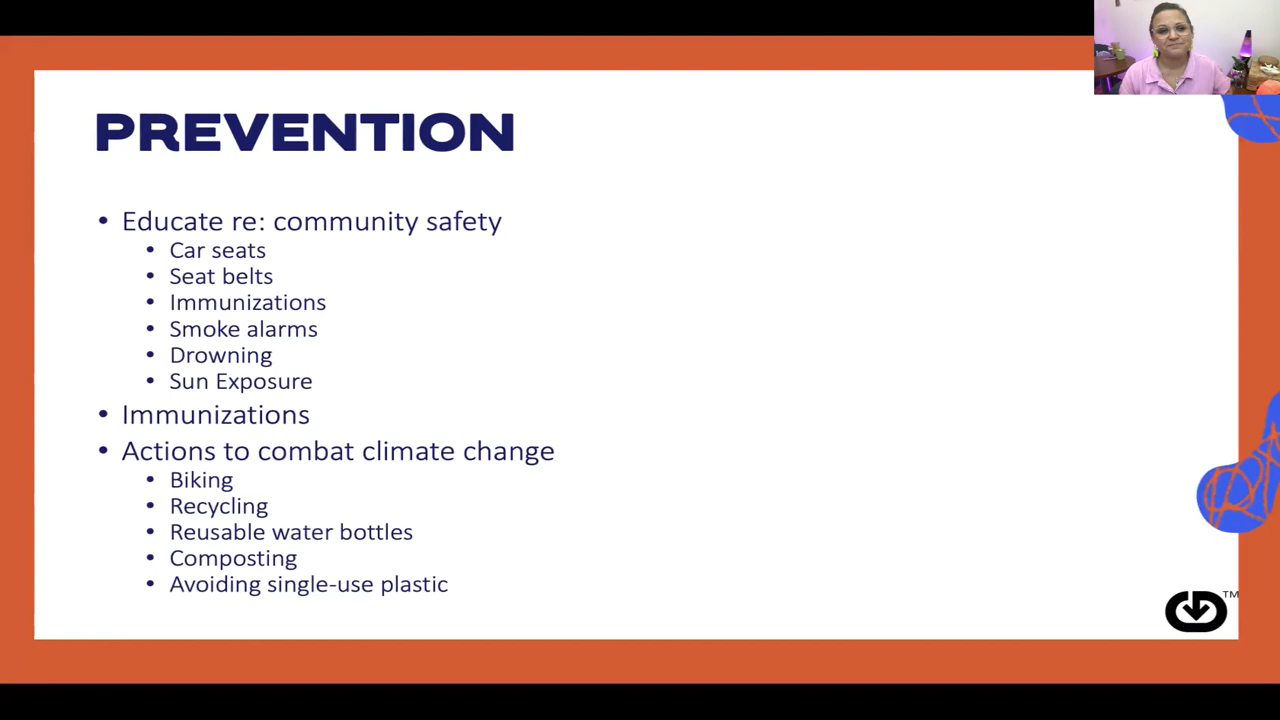 PREVENTION
• Educate re: community safety
• Car seats
• Seat belts
• Immunizations
• Smoke alarms
• Drowning
• Sun Exposure
• Immunizations
• Actions to combat climate change
• Biking
• Recycling
• Reusable water bottles
• Composting
• Avoiding single-use plastic
TM